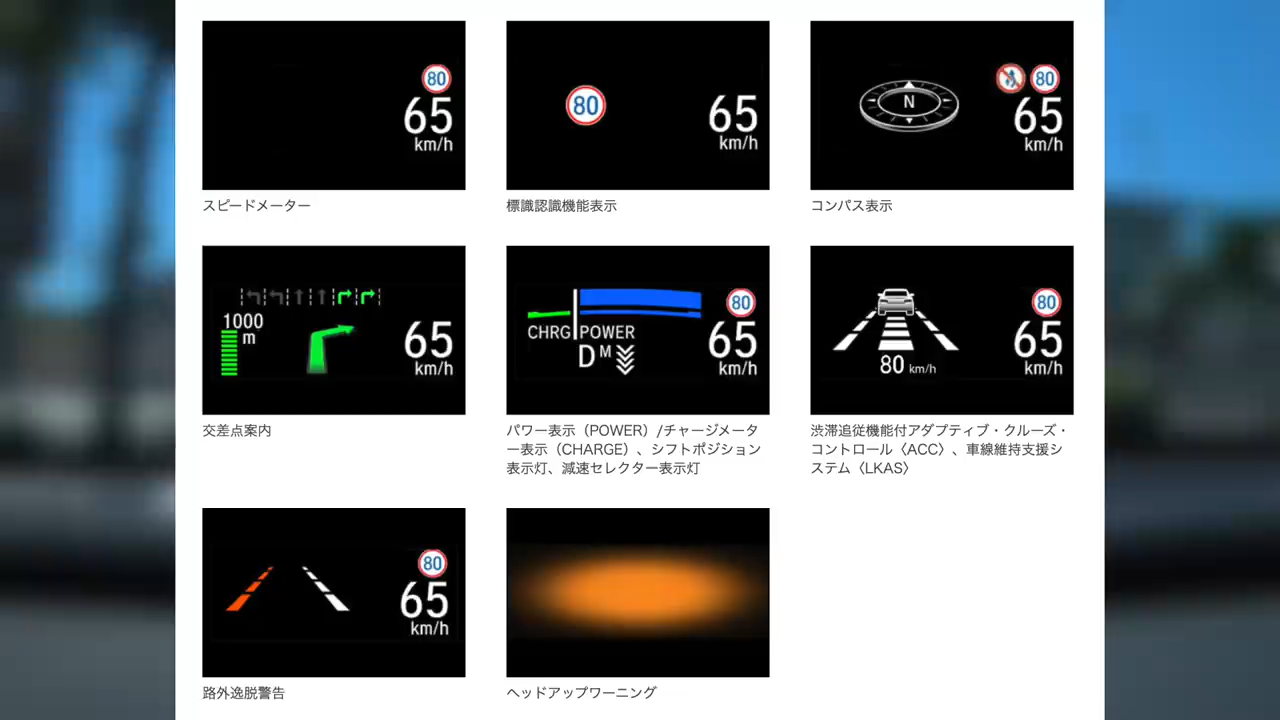 80
65
km/h
スピードメーター
80
65
km/h
標識認識機能表示
N
80
65
km/h
コンパス表示
1000
m
65
km/h
交差点案内
CHRG POWER
D M
80
65
km/h
パワー表示（POWER）/チャージメータ
ー表示（CHARGE）、シフトポジション
表示灯、減速セレクター表示灯
80 km/h
80
65
km/h
渋滞追従機能付アダプティブ・クルーズ・
コントロール〈ACC〉、車線維持支援シ
ステム〈LKAS〉
80
65
km/h
路外逸脱警告
ヘッドアップワーニング